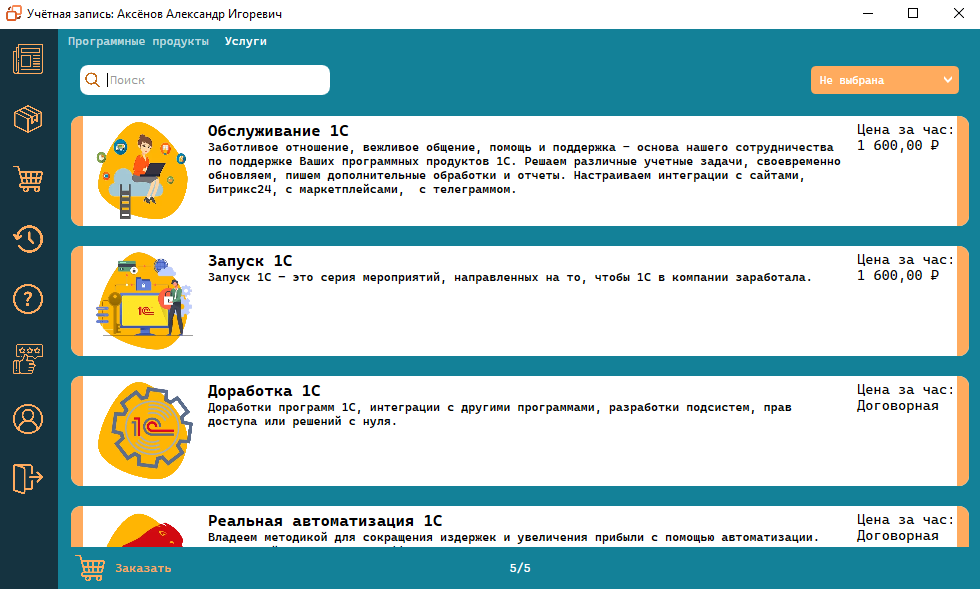 Учётная запись: Аксёнов Александр Игоревич
Программные продукты Услуги
Поиск
Не выбрана
Обслуживание 1С
Заботливое отношение, вежливое общение, помощь и поддержка – основа нашего сотрудничества
по поддержке Ваших программных продуктов 1С. Решаем различные учетные задачи, своевременно
обновляем, пишем дополнительные обработки и отчеты. Настраиваем интеграции с сайтами,
Битрикс24, с маркетплейсами, с телеграммом.
Цена за час:
1 600,00 ₽
Запуск 1С
Запуск 1С – это серия мероприятий, направленных на то, чтобы 1С в компании заработала.
Цена за час:
1 600,00 ₽
1С
Доработка 1С
Доработки программ 1С, интеграции с другими программами, разработки подсистем, прав
доступа или решений с нуля.
Цена за час:
Договорная
1С
Реальная автоматизация 1С
Владеем методикой для сокращения издержек и увеличения прибыли с помощью автоматизации.
Цена за час:
Договорная
Заказать
5/5